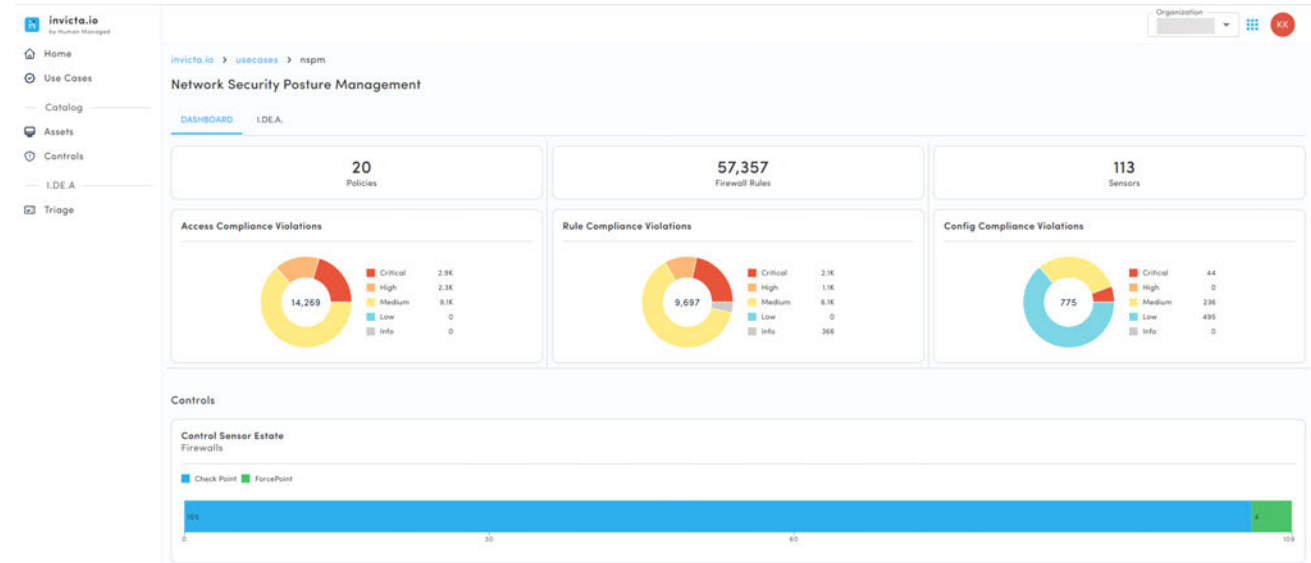 invicta.io
by Human Managed
Organization
KK
Home
Use Cases
Catalog
Assets
Controls
I.DE.A
Triage
invicta.io > usecases > nspm
Network Security Posture Management
DASHBOARD I.DE.A.
20
Policies
57,357
Firewall Rules
113
Sensors
Access Compliance Violations
14,269
Critical 2.9K
High 2.3K
Medium 9.1K
Low 0
Info 0
Rule Compliance Violations
9,697
Critical 2.1K
High 1.1K
Medium 6.1K
Low 0
Info 366
Config Compliance Violations
775
Critical 44
High 0
Medium 236
Low 495
Info 0
Controls
Control Sensor Estate
Firewalls
Check Point ForcePoint
105 4
0 30 60 109